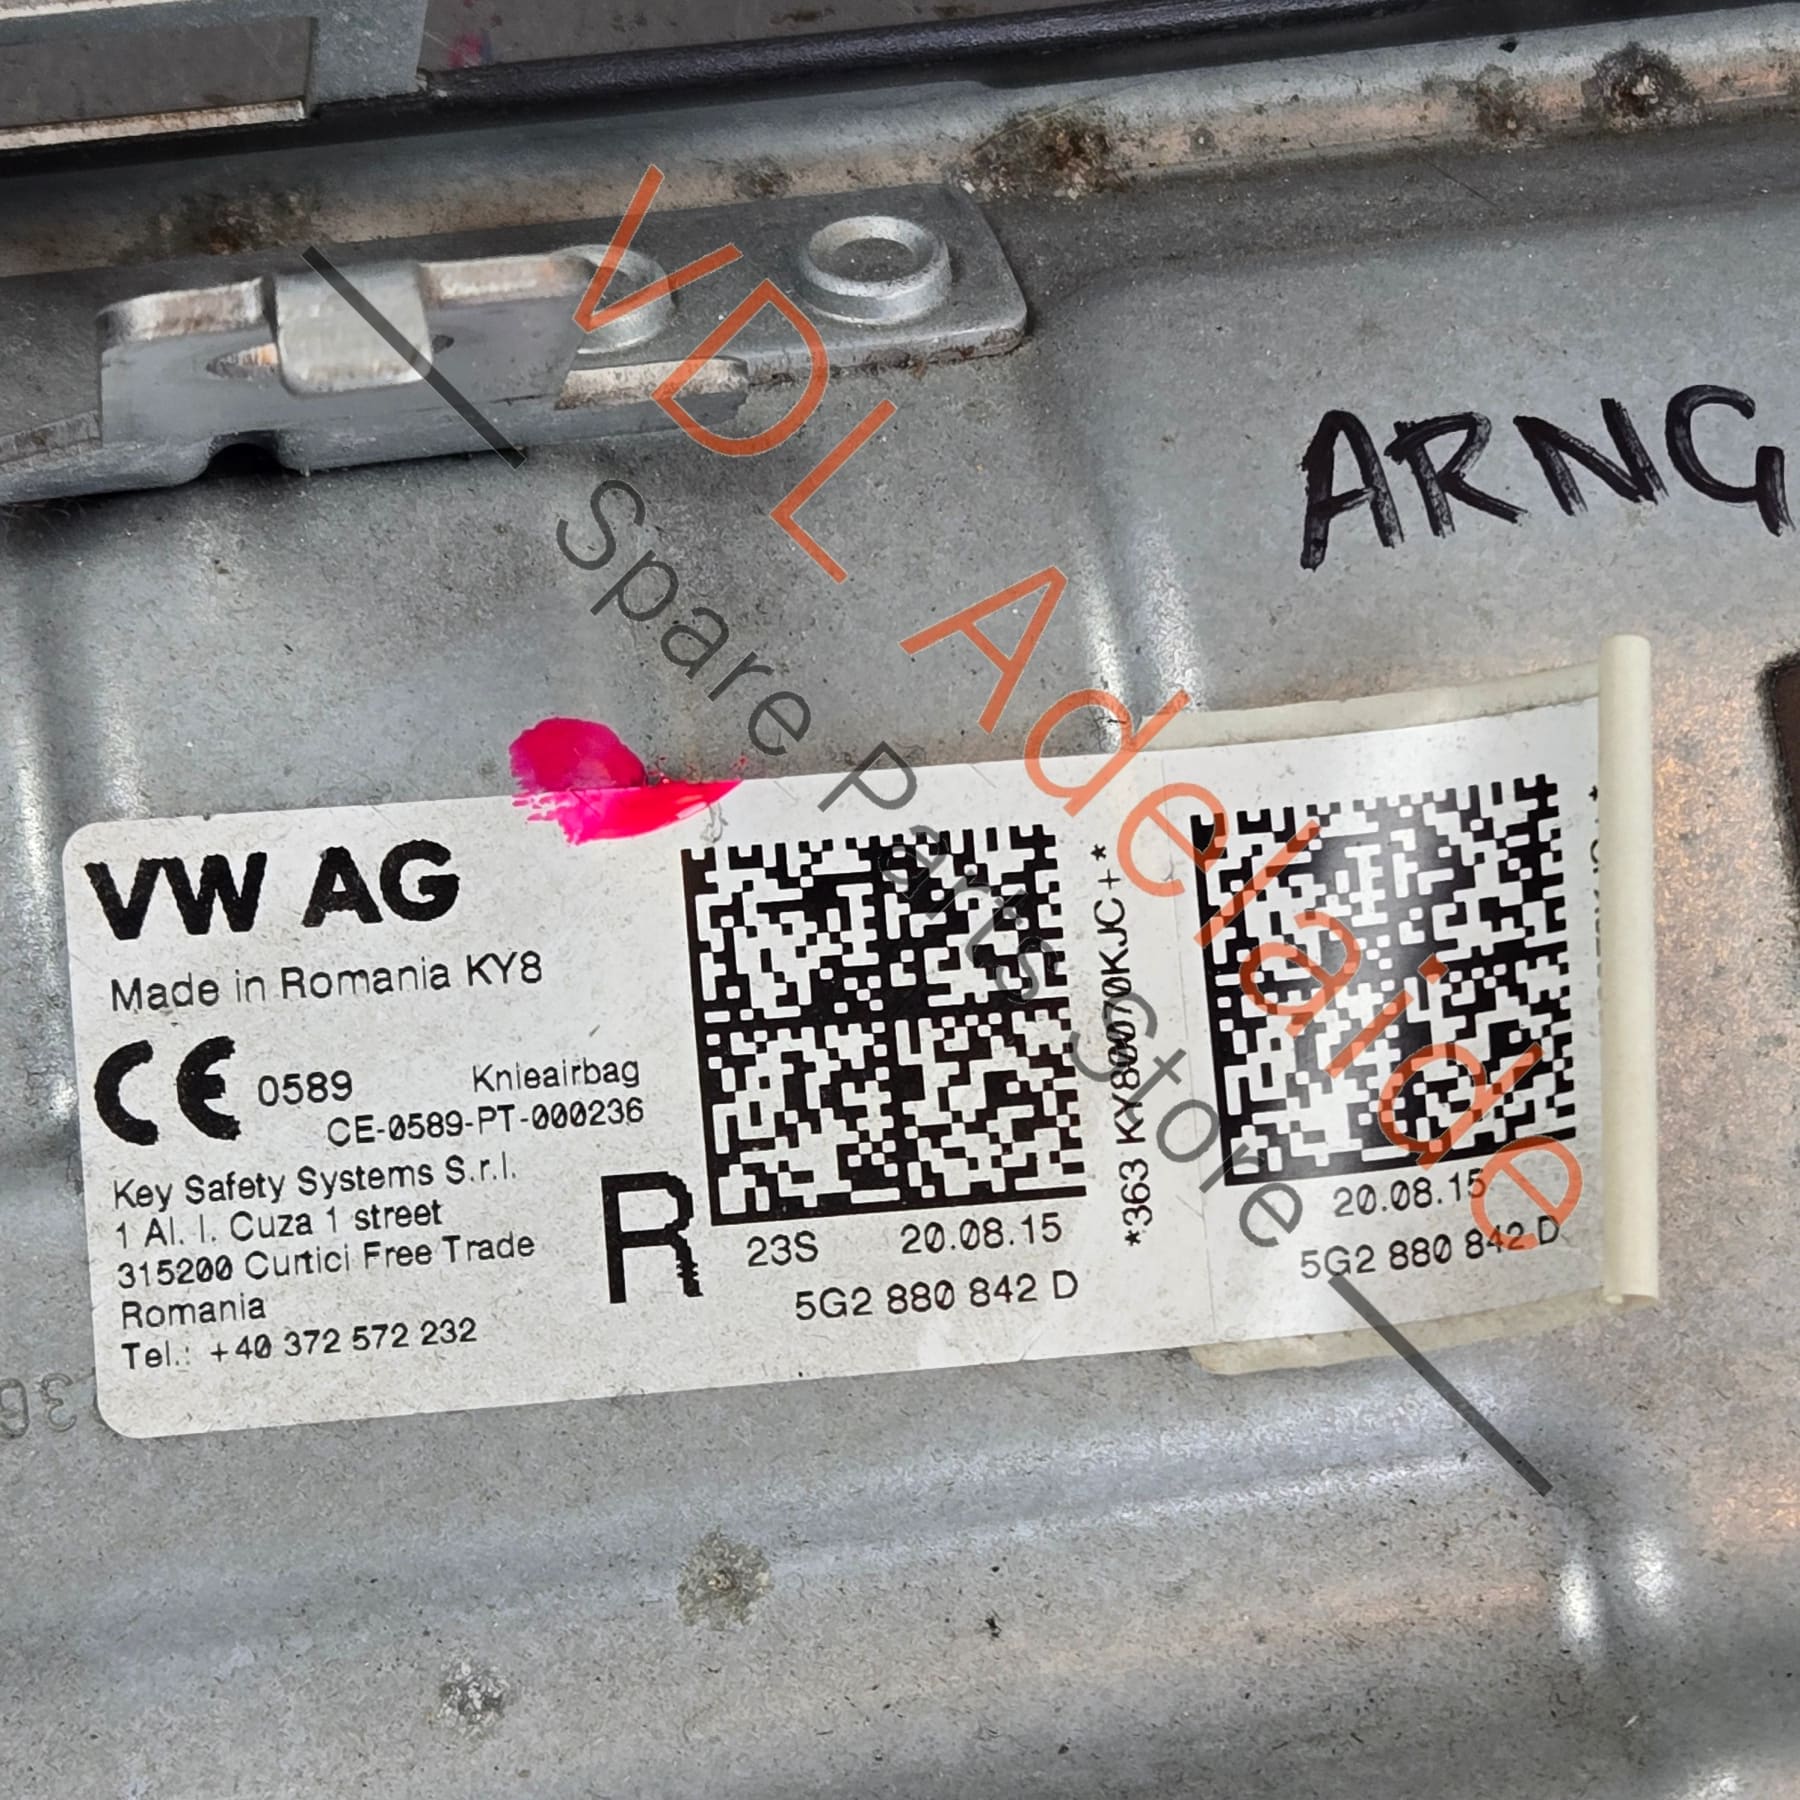 ARNG
VW AG
Made in Romania KY8
CE 0589
Knieairbag
CE-0589-PT-000236
Key Safety Systems S.r.l.
1 Al. I. Cuza 1 street
315200 Curtici Free Trade
Romania
Tel.: +40 372 572 232
R
23S 20.08.15
5G2 880 842 D
*363 KY800070KJC+*
20.08.15
5G2 880 842 D
VDL Adelaide
Spare Parts Store